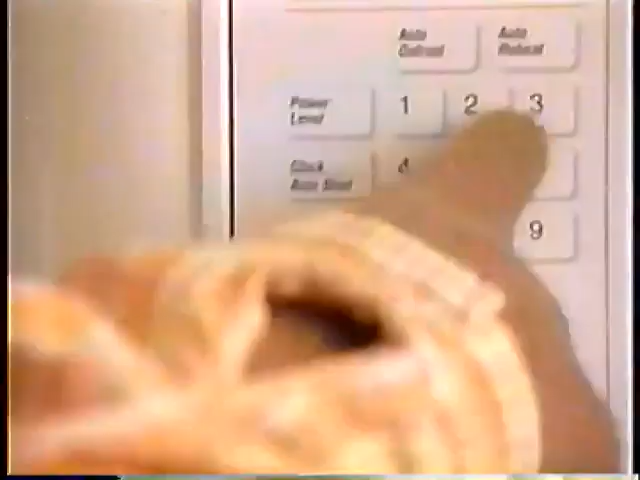 Auto
Defrost
Auto
Reheat
Power
Level
1
2
3
Clock
Auto Start
4
9